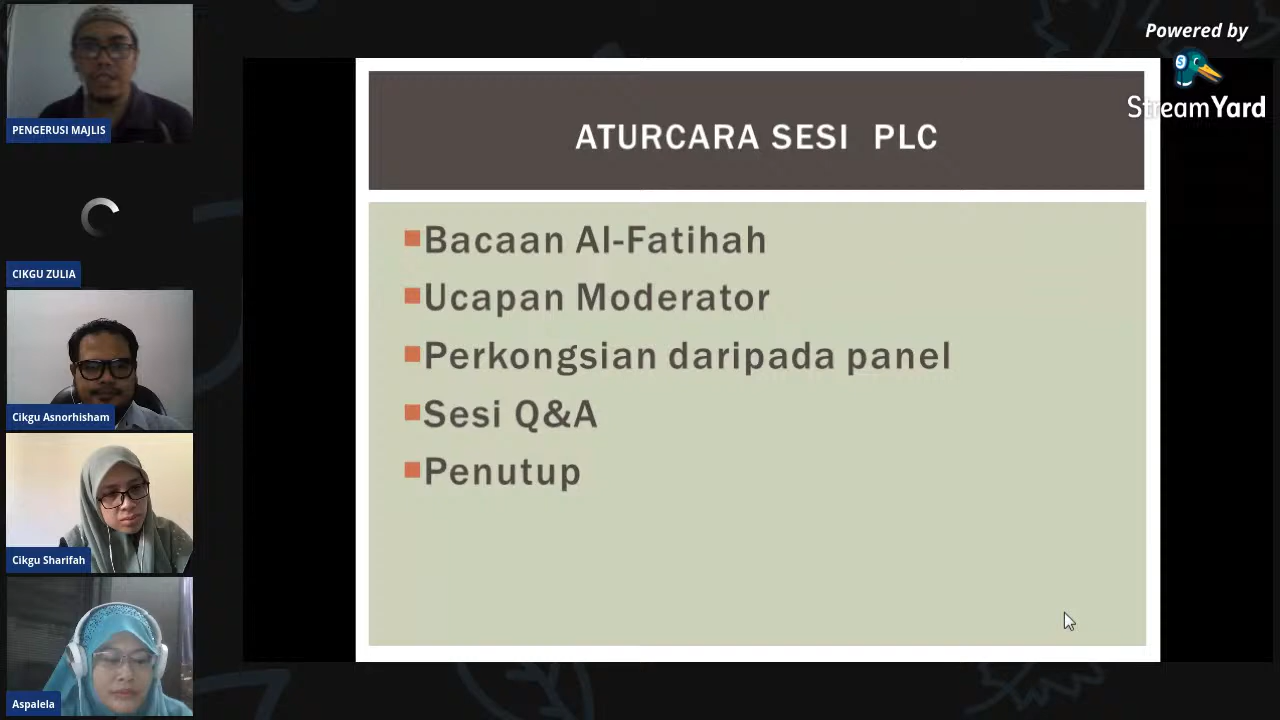 Powered by
StreamYard
PENGERUSI MAJLIS
CIKGU ZULIA
Cikgu Asnorhisham
Cikgu Sharifah
Aspalela
ATURCARA SESI PLC
Bacaan Al-Fatihah
Ucapan Moderator
Perkongsian daripada panel
Sesi Q&A
Penutup